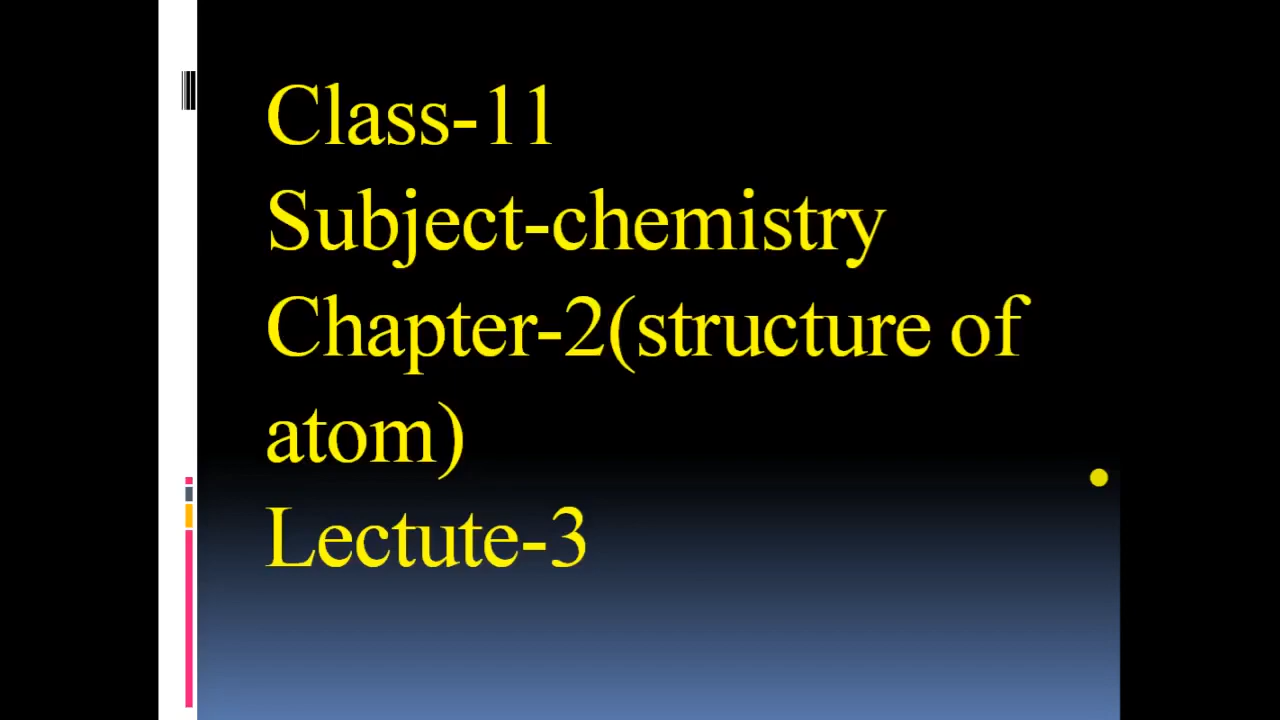 Class-11
Subject-chemistry
Chapter-2(structure of
atom)
Lectute-3